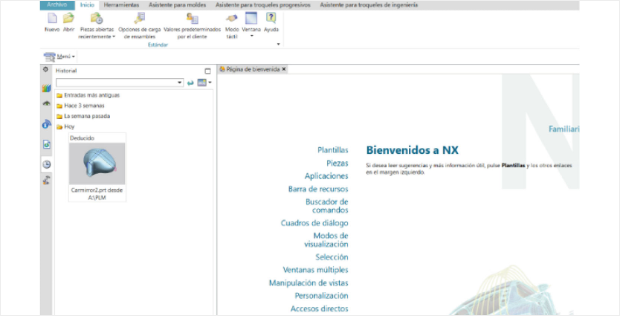 Archivo Inicio Herramientas Asistente para moldes Asistente para troqueles progresivos Asistente para troqueles de ingeniería
Nuevo Abrir Piezas abiertas recientemente Opciones de carga de ensambles Valores predeterminados por el cliente Modo táctil Ventana Ayuda
Estándar
Menú
Historial
Página de bienvenida
Entradas más antiguas
Hace 3 semanas
La semana pasada
Hoy
Deducido
Carmirror2.prt desde
A:\PLM
Familiari
Plantillas
Piezas
Aplicaciones
Barra de recursos
Buscador de
comandos
Cuadros de diálogo
Modos de
visualización
Selección
Ventanas múltiples
Manipulación de vistas
Personalización
Accesos directos
Bienvenidos a NX
Si desea leer sugerencias y más información útil, pulse Plantillas y los otros enlaces
en el margen izquierdo.
N